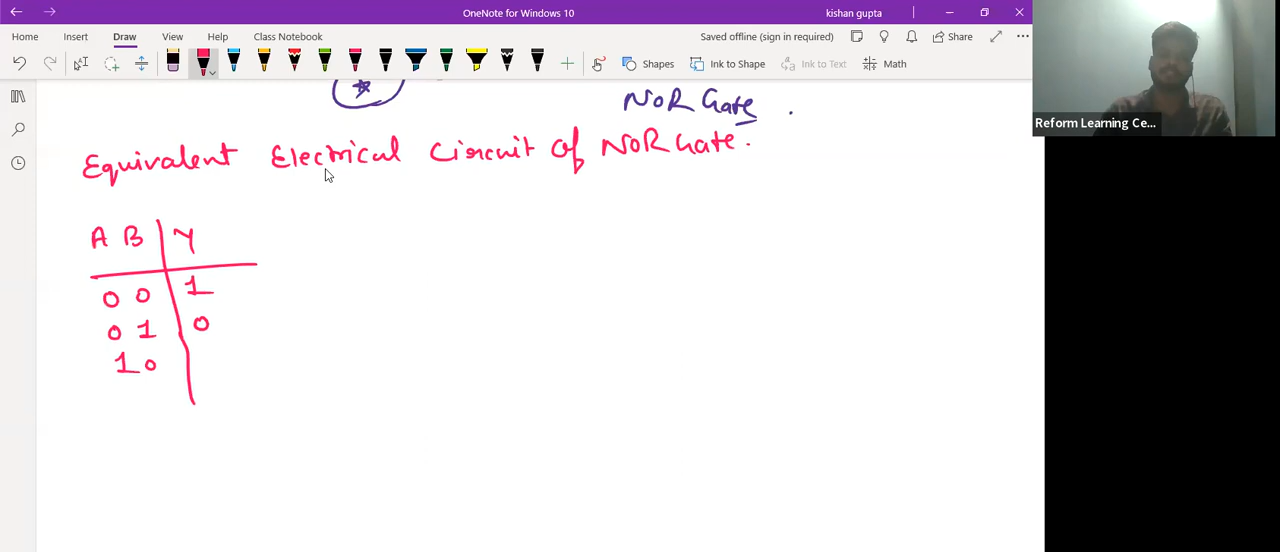 OneNote for Windows 10
kishan gupta
Home Insert Draw View Help Class Notebook
Saved offline (sign in required) Share
Shapes Ink to Shape Ink to Text Math
NOR Gate .
Equivalent Electrical Circuit of NOR Gate.
A B Y
0 0 1
0 1 0
1 0
Reform Learning Ce...